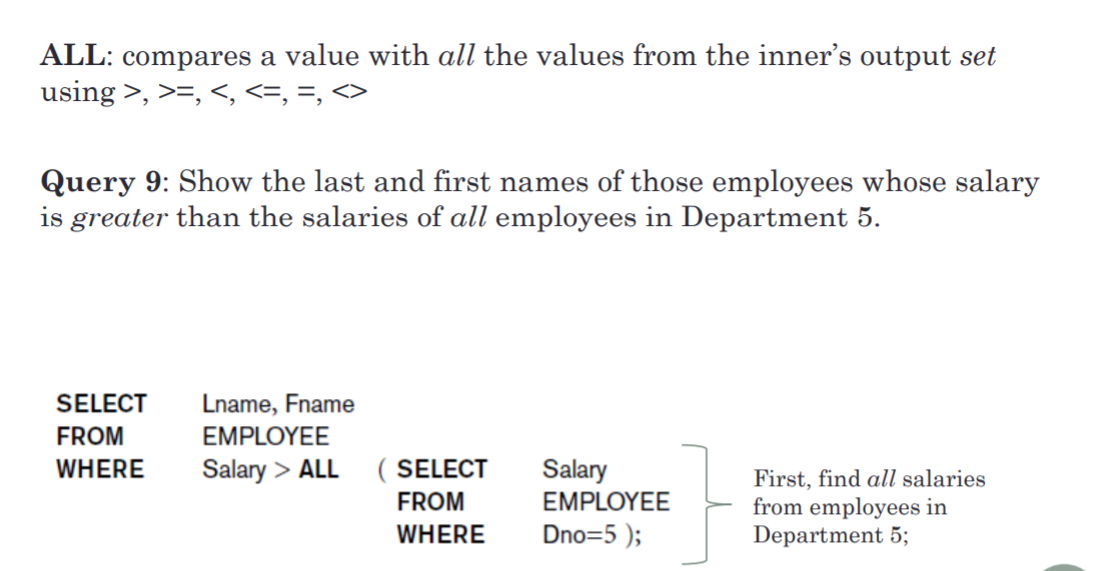 ALL: compares a value with all the values from the inner’s output set
using >, >=, <, <=, =, <>
Query 9: Show the last and first names of those employees whose salary
is greater than the salaries of all employees in Department 5.
SELECT Lname, Fname
FROM EMPLOYEE
WHERE Salary > ALL ( SELECT Salary
FROM EMPLOYEE
WHERE Dno=5 );
First, find all salaries
from employees in
Department 5;